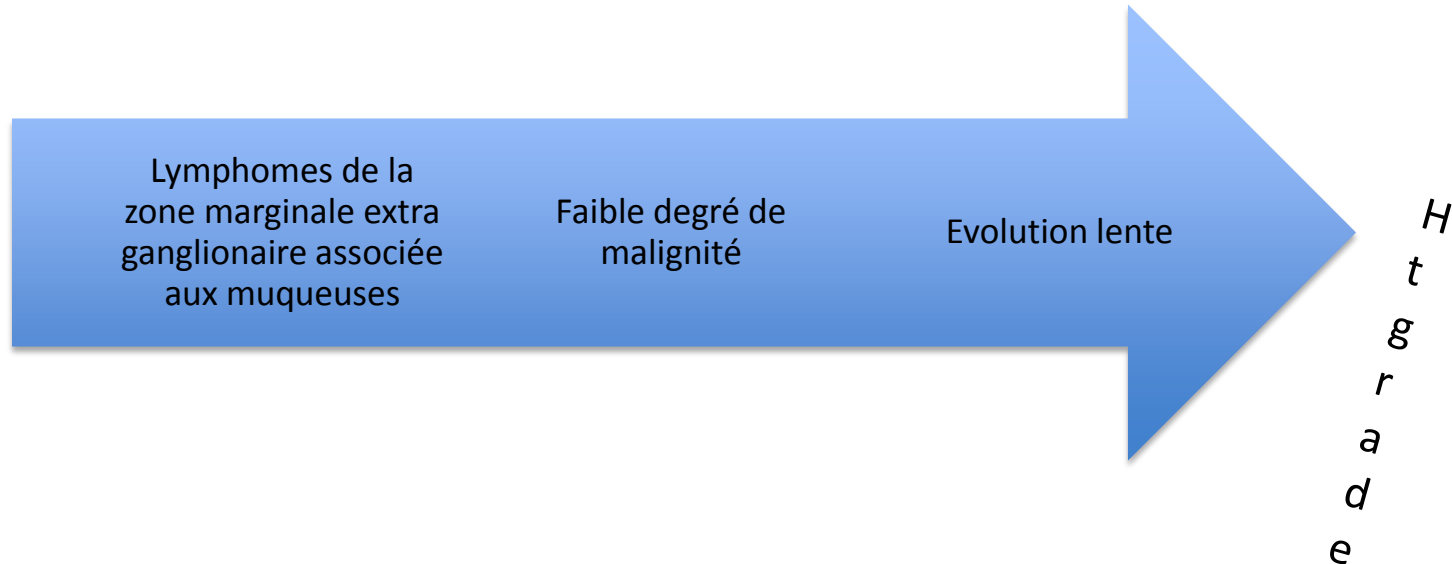 Lymphomes de la
zone marginale extra
ganglionaire associée
aux muqueuses
Faible degré de
malignité
Evolution lente
H
t
g
r
a
d
e